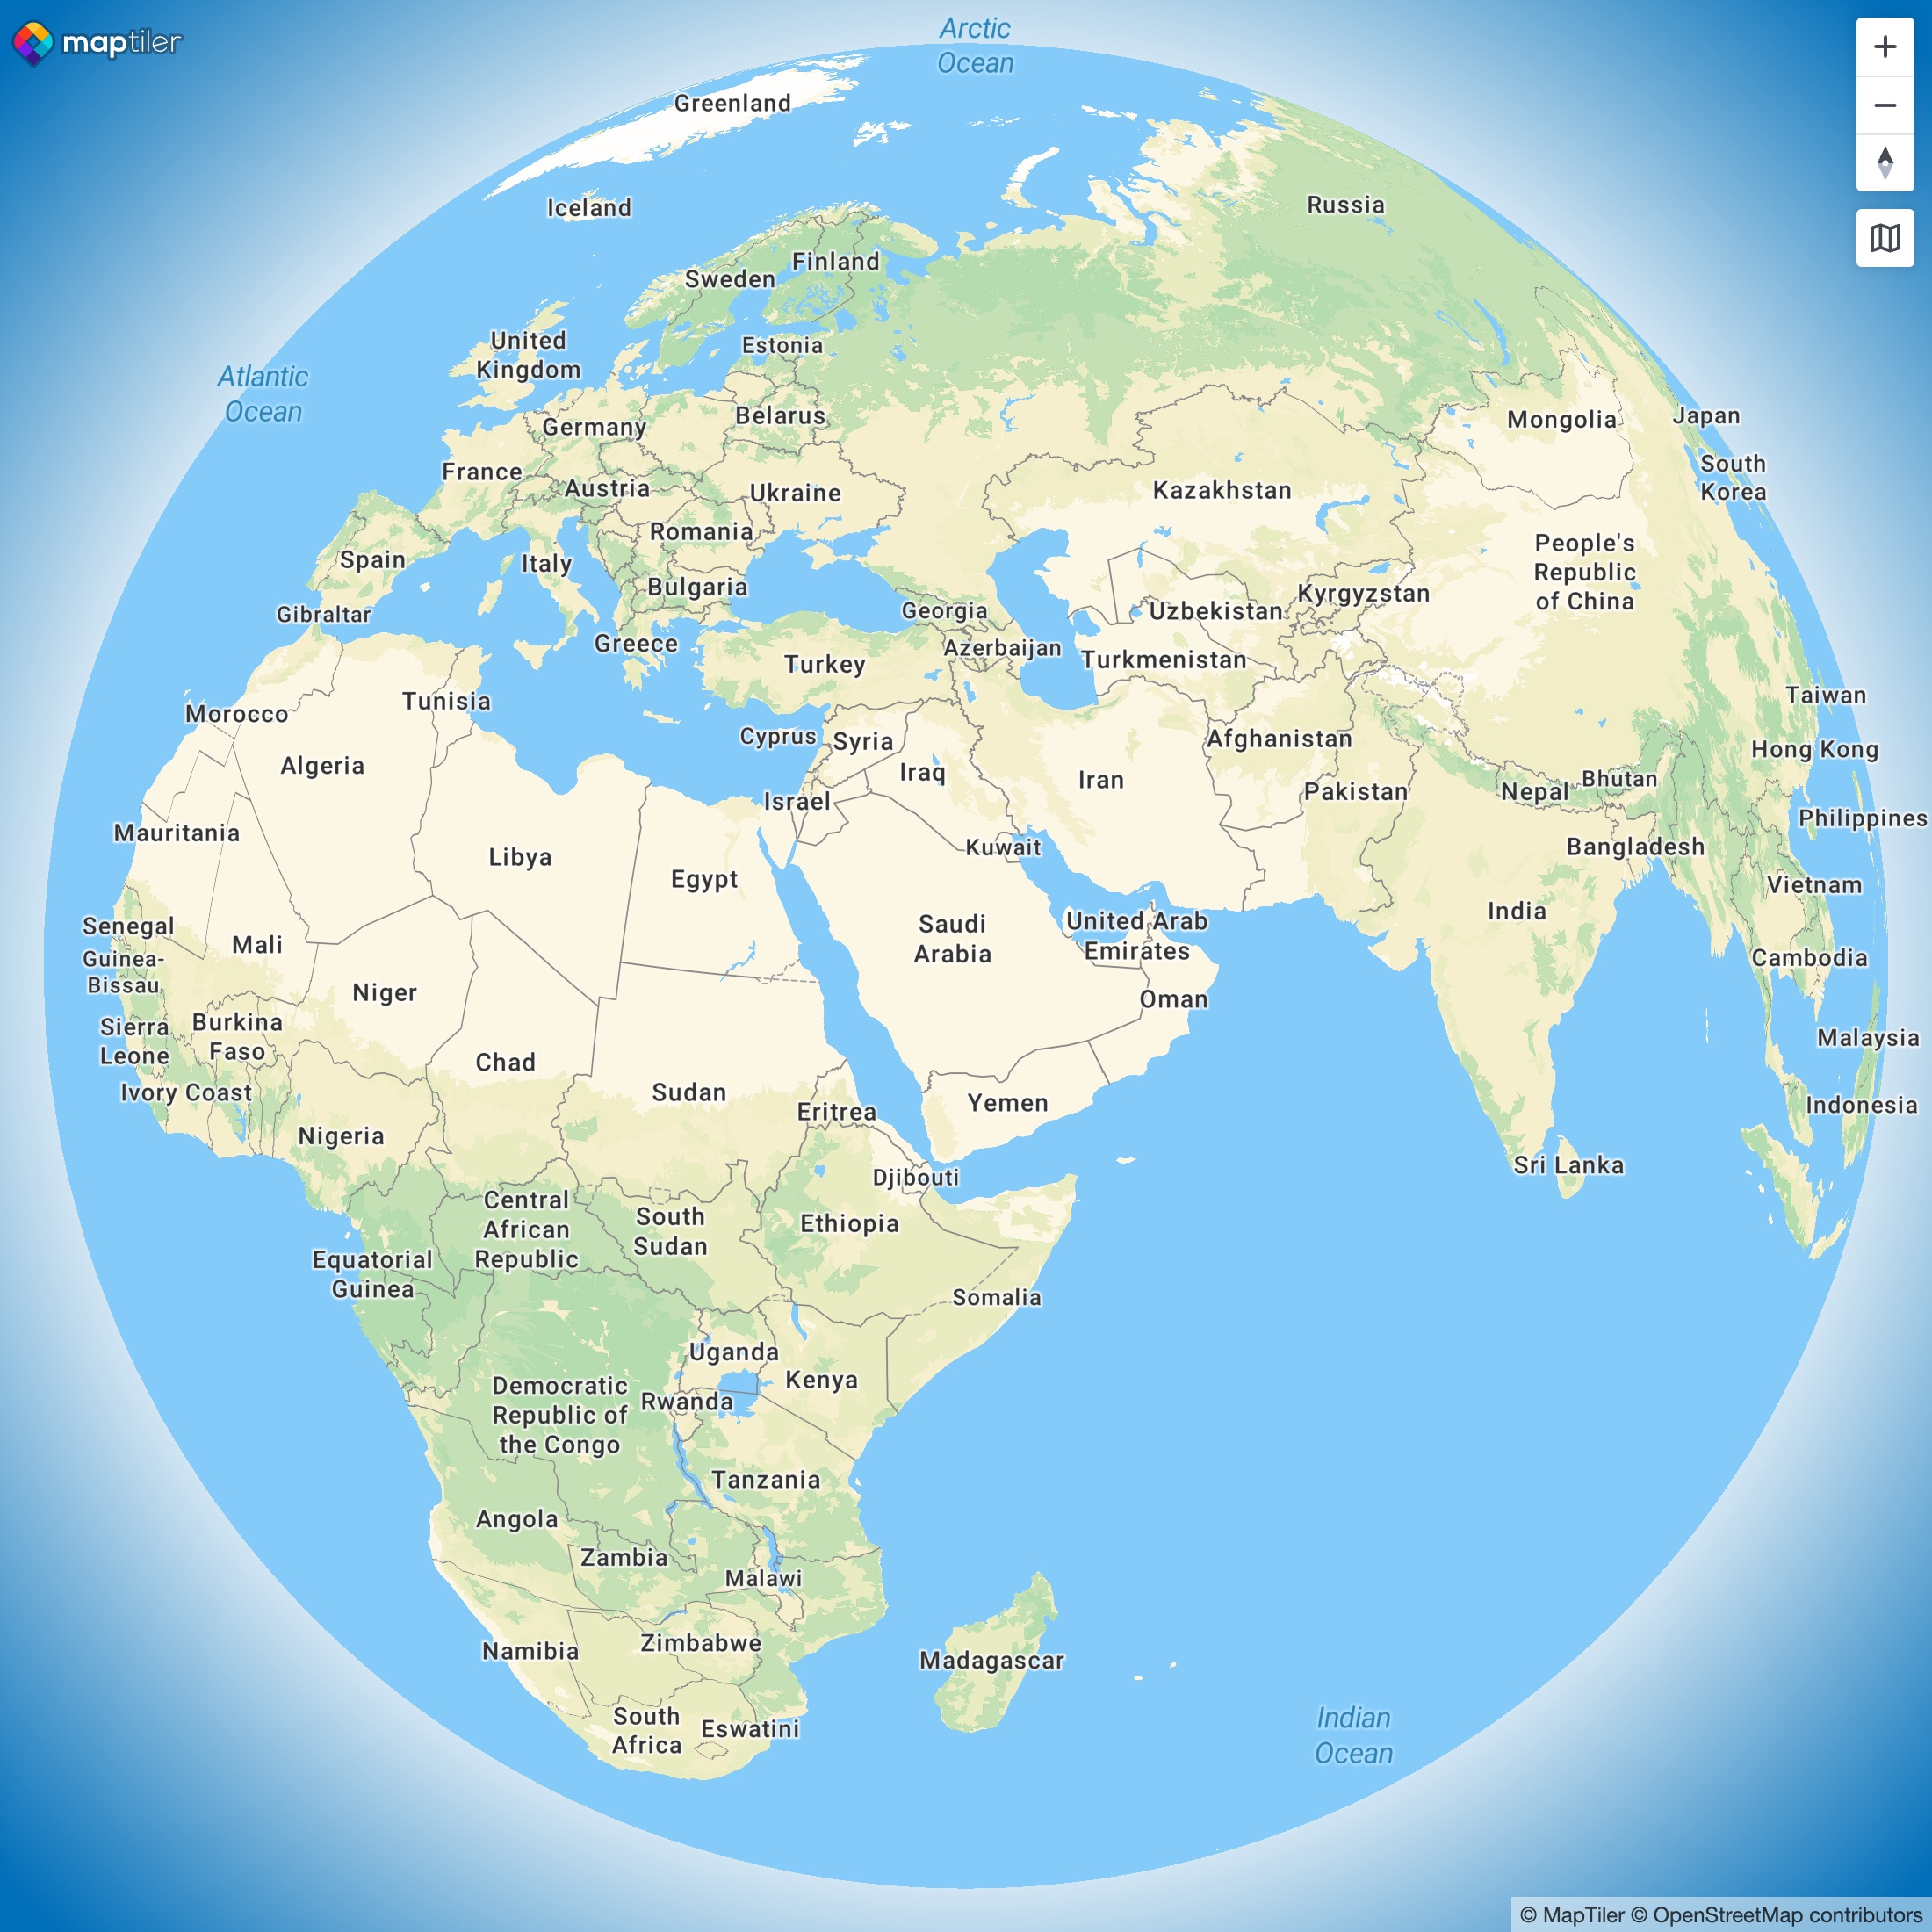 maptiler
Arctic
Ocean
Greenland
Iceland
Russia
Finland
Sweden
United
Kingdom
Estonia
Atlantic
Ocean
Belarus
Germany
Mongolia
Japan
France
South
Korea
Austria
Ukraine
Kazakhstan
Romania
People's
Republic
of China
Spain
Italy
Bulgaria
Kyrgyzstan
Gibraltar
Georgia
Uzbekistan
Greece
Azerbaijan
Turkey
Turkmenistan
Tunisia
Taiwan
Morocco
Cyprus
Syria
Afghanistan
Hong Kong
Algeria
Iraq
Iran
Bhutan
Pakistan
Nepal
Israel
Philippines
Mauritania
Kuwait
Bangladesh
Libya
Egypt
Vietnam
India
Senegal
Saudi
Arabia
United Arab
Emirates
Mali
Guinea-
Bissau
Cambodia
Niger
Oman
Sierra
Leone
Burkina
Faso
Malaysia
Chad
Ivory Coast
Sudan
Yemen
Indonesia
Eritrea
Nigeria
Sri Lanka
Djibouti
Central
African
Republic
South
Sudan
Ethiopia
Equatorial
Guinea
Somalia
Uganda
Kenya
Democratic
Republic of
the Congo
Rwanda
Tanzania
Angola
Zambia
Malawi
Zimbabwe
Namibia
Madagascar
South
Africa
Eswatini
Indian
Ocean
© MapTiler © OpenStreetMap contributors